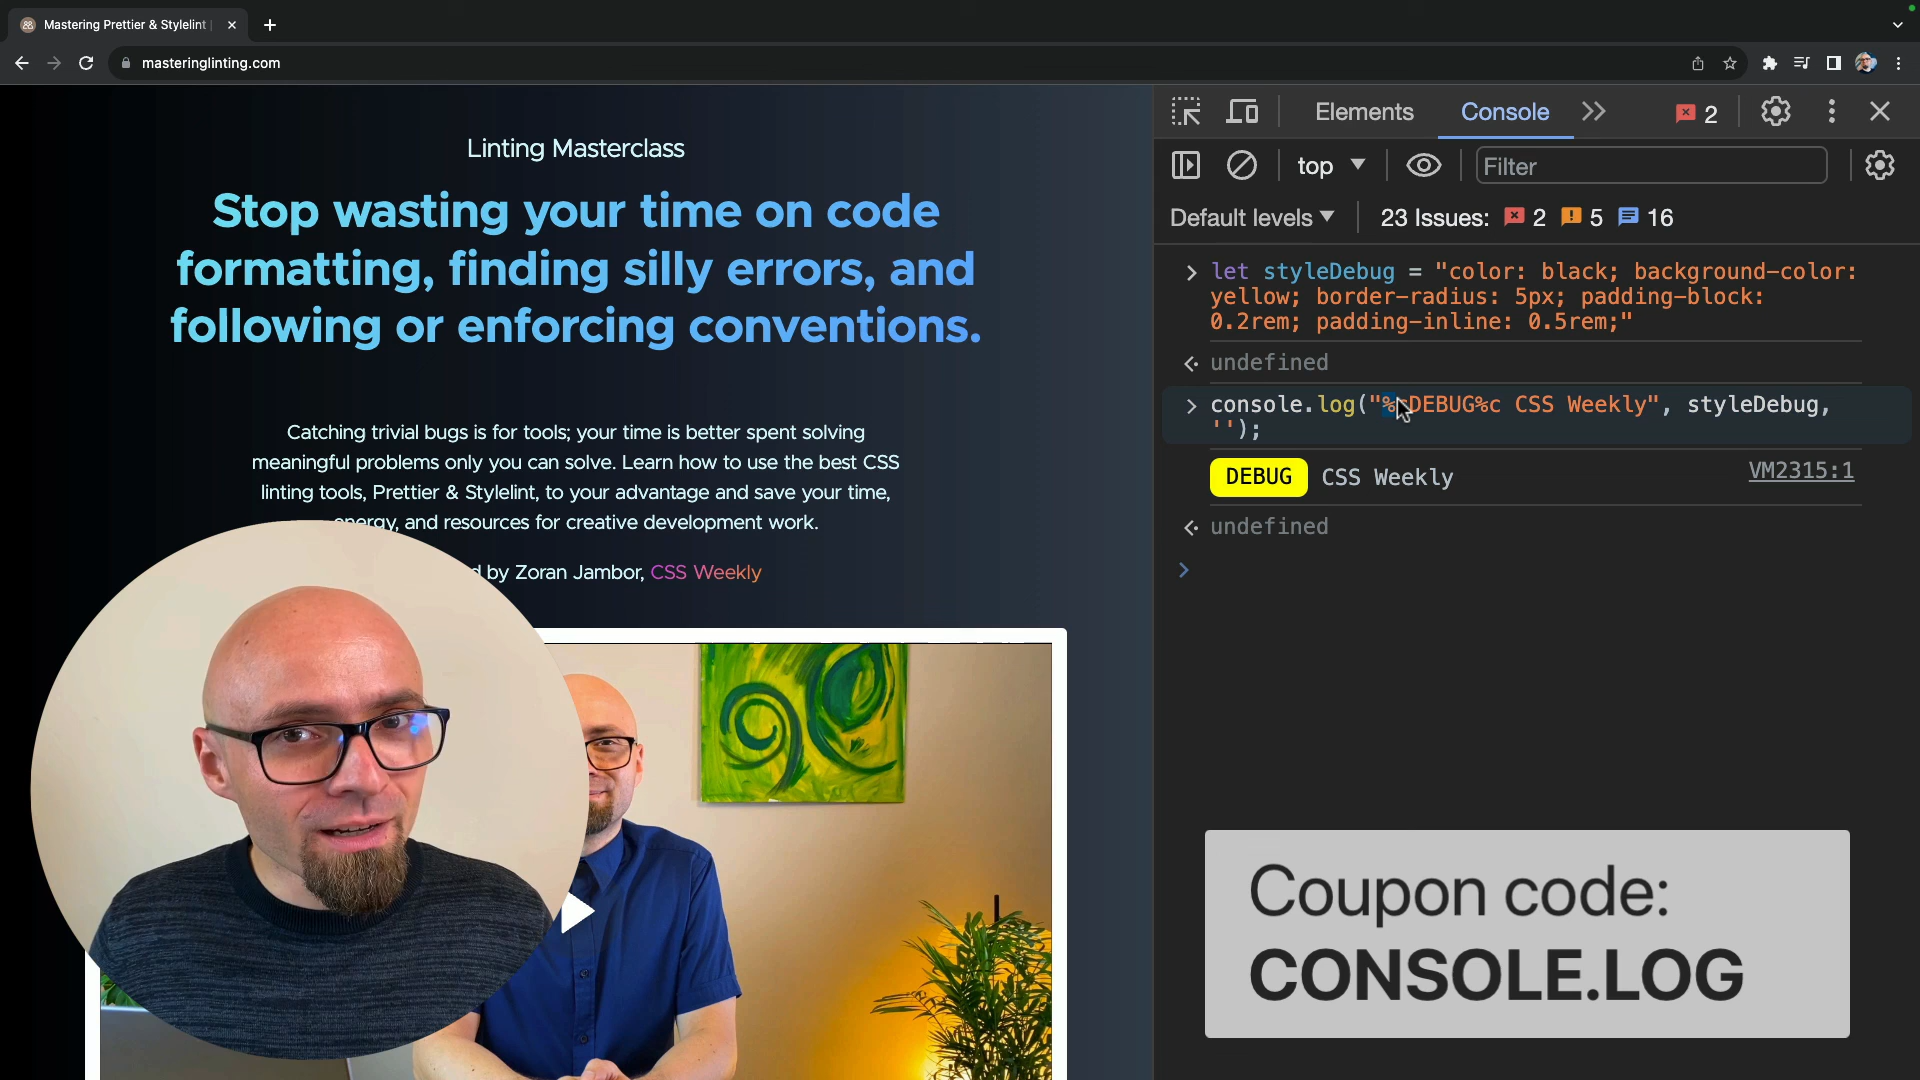 Mastering Prettier & Stylelint |
masteringlinting.com
Linting Masterclass
Stop wasting your time on code
formatting, finding silly errors, and
following or enforcing conventions.
Catching trivial bugs is for tools; your time is better spent solving
meaningful problems only you can solve. Learn how to use the best CSS
linting tools, Prettier & Stylelint, to your advantage and save your time,
energy, and resources for creative development work.
by Zoran Jambor, CSS Weekly
Elements Console 2
top Filter
Default levels 23 Issues: 2 5 16
let styleDebug = "color: black; background-color:
yellow; border-radius: 5px; padding-block:
0.2rem; padding-inline: 0.5rem;"
undefined
console.log("%cDEBUG%c CSS Weekly", styleDebug,
'');
DEBUG CSS Weekly VM2315:1
undefined
Coupon code:
CONSOLE.LOG